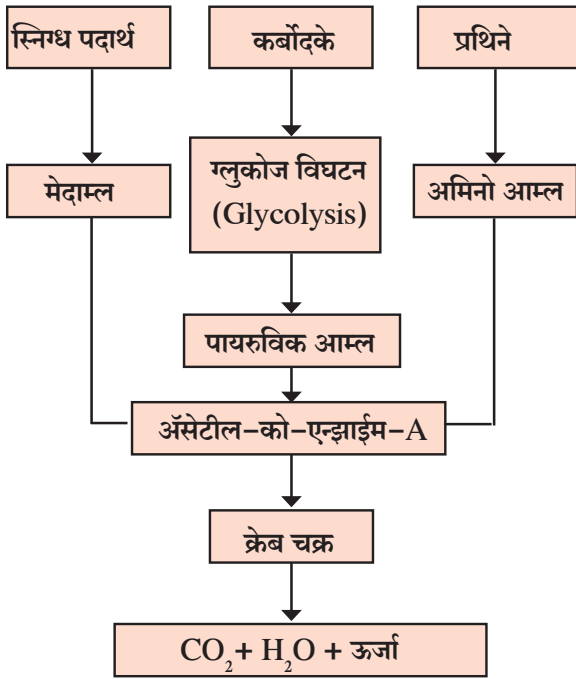 स्निग्ध पदार्थ
कर्बोदके
प्रथिने
मेदाम्ल
ग्लुकोज विघटन
(Glycolysis)
अमिनो आम्ल
पायरुविक आम्ल
ॲसेटील-को-एन्झाईम-A
क्रेब चक्र
CO₂ + H₂O + ऊर्जा